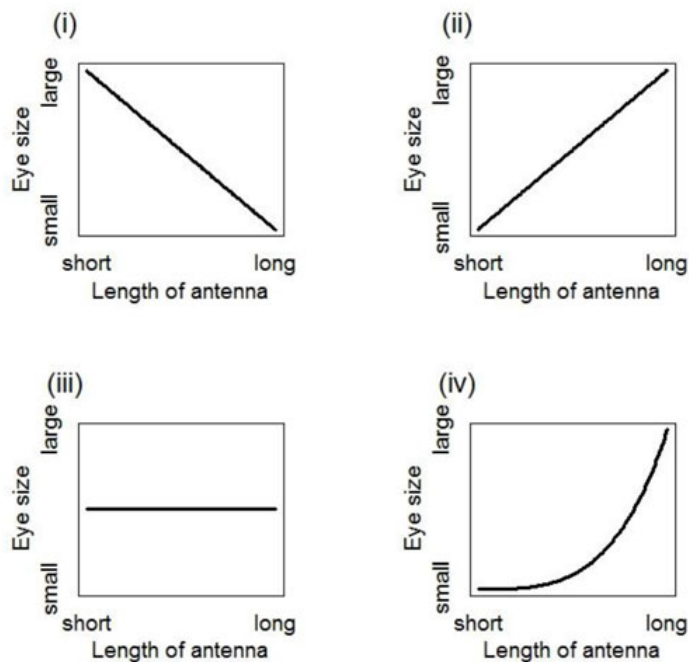 (i)
large
Eye size
small
short long
Length of antenna
(ii)
large
Eye size
small
short long
Length of antenna
(iii)
large
Eye size
small
short long
Length of antenna
(iv)
large
Eye size
small
short long
Length of antenna